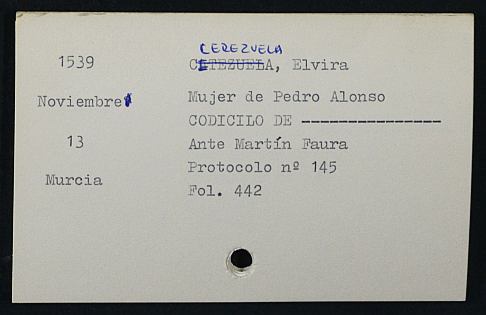 CEREZUELA
1539
CETEZUELA, Elvira
Noviembre
Mujer de Pedro Alonso
CODICILO DE ----------------
13
Ante Martín Faura
Protocolo nº 145
Murcia
Fol. 442